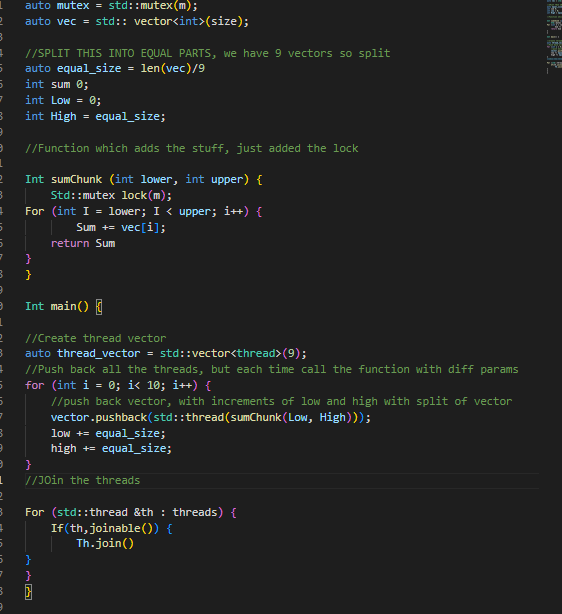 auto mutex = std::mutex(m);
auto vec = std:: vector<int>(size);
//SPLIT THIS INTO EQUAL PARTS, we have 9 vectors so split
auto equal_size = len(vec)/9
int sum 0;
int Low = 0;
int High = equal_size;
//Function which adds the stuff, just added the lock
Int sumChunk (int lower, int upper) {
Std::mutex lock(m);
For (int I = lower; I < upper; i++) {
Sum += vec[i];
return Sum
}
}
Int main() {
//Create thread vector
auto thread_vector = std::vector<thread>(9);
//Push back all the threads, but each time call the function with diff params
for (int i = 0; i< 10; i++) {
//push back vector, with increments of low and high with split of vector
vector.pushback(std::thread(sumChunk(Low, High)));
low += equal_size;
high += equal_size;
}
//JOin the threads
For (std::thread &th : threads) {
If(th,joinable()) {
Th.join()
}
}
}